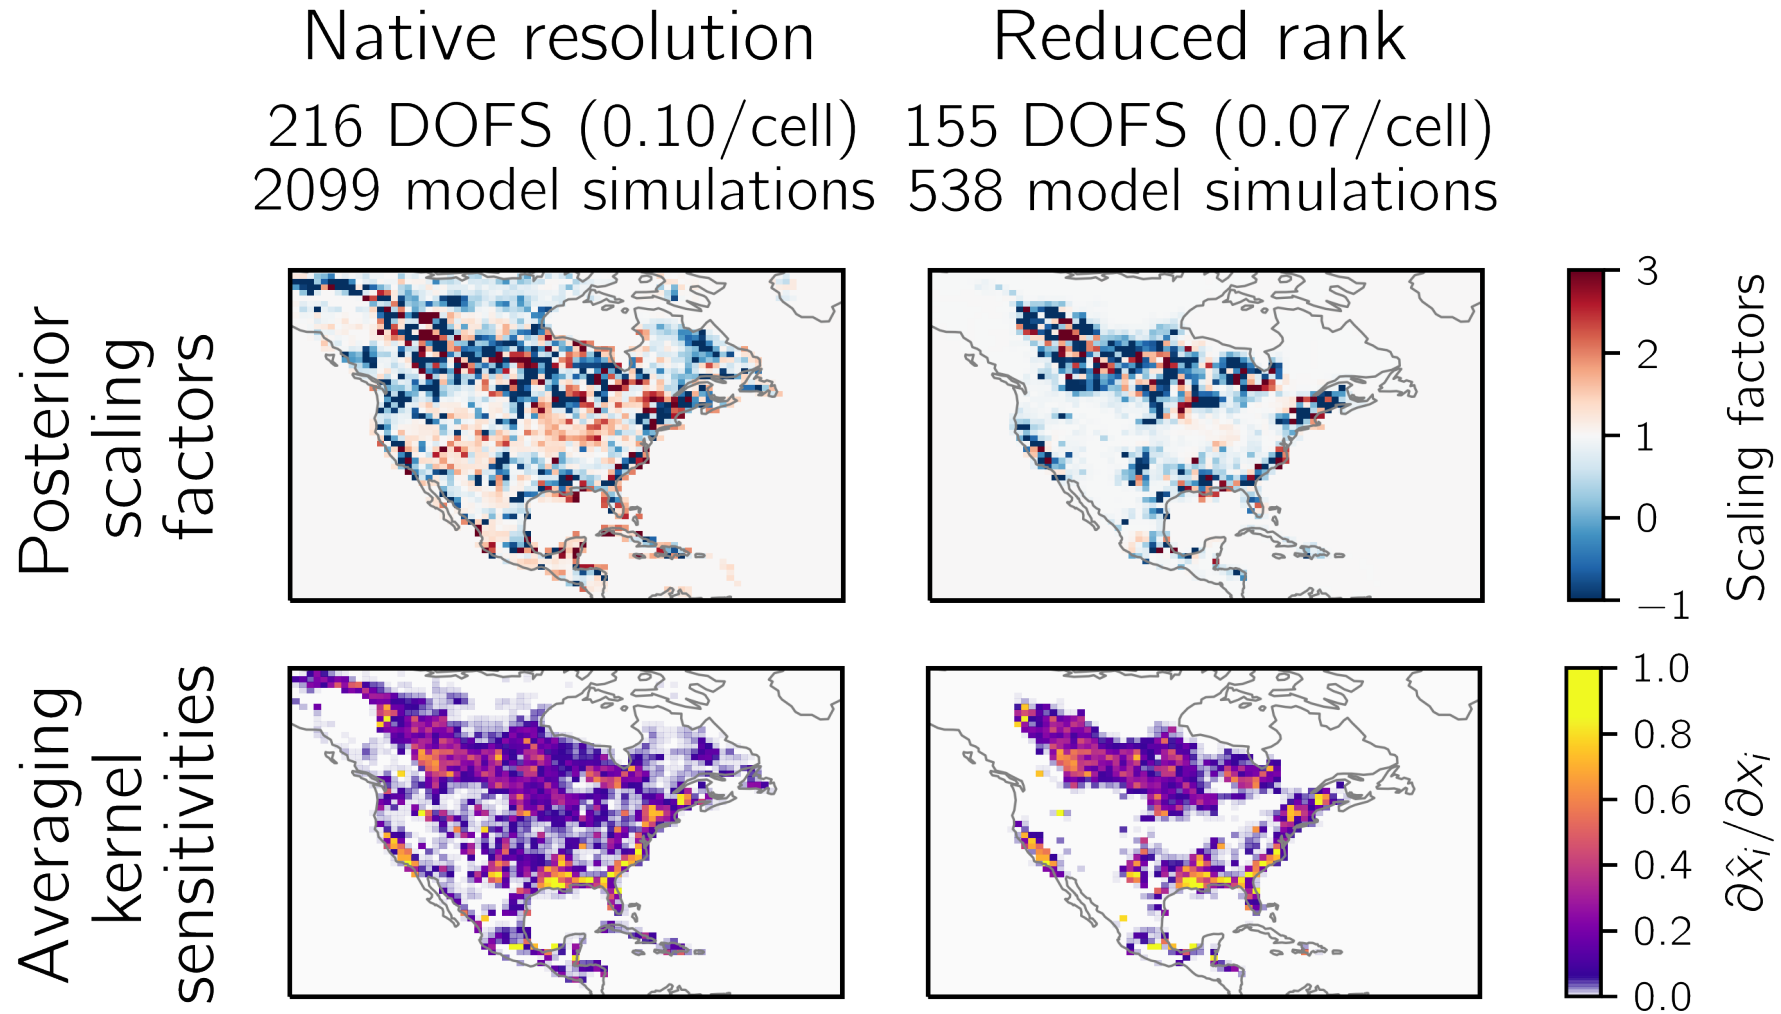 Native resolution
Reduced rank
216 DOFS (0.10/cell)
155 DOFS (0.07/cell)
2099 model simulations
538 model simulations
Posterior
scaling
factors
3
2
1
0
−1
Scaling factors
Averaging
kernel
sensitivities
1.0
0.8
0.6
0.4
0.2
0.0
∂x̂ᵢ/∂xᵢ